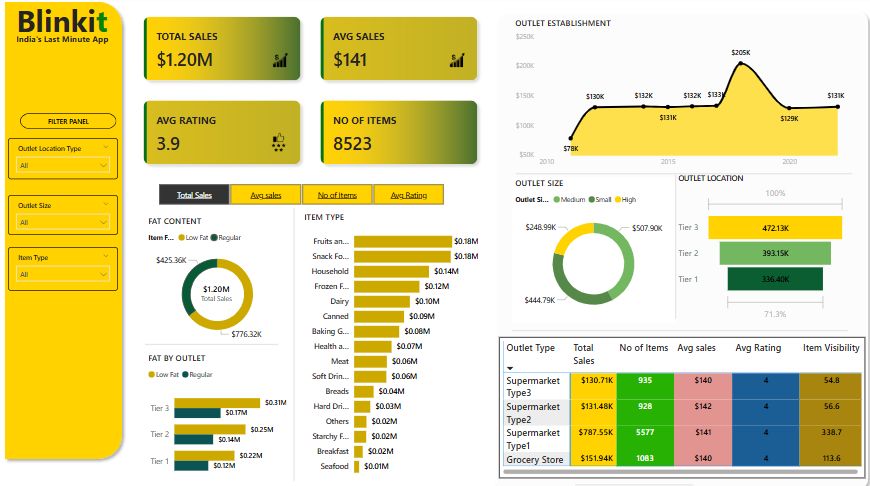 Blinkit
India's Last Minute App
FILTER PANEL
Outlet Location Type
All
Outlet Size
All
Item Type
All
TOTAL SALES
$1.20M
AVG SALES
$141
AVG RATING
3.9
NO OF ITEMS
8523
Total Sales
Avg sales
No of Items
Avg Rating
FAT CONTENT
Item F... Low Fat Regular
$425.36K
$1.20M
Total Sales
$776.32K
FAT BY OUTLET
Low Fat Regular
Tier 3 $0.31M
$0.17M
Tier 2 $0.25M
$0.14M
Tier 1 $0.22M
$0.12M
ITEM TYPE
Fruits an... $0.18M
Snack Fo... $0.18M
Household $0.14M
Frozen F... $0.12M
Dairy $0.10M
Canned $0.09M
Baking G... $0.08M
Health a... $0.07M
Meat $0.06M
Soft Drin... $0.06M
Breads $0.04M
Hard Dri... $0.03M
Others $0.02M
Starchy F... $0.02M
Breakfast $0.02M
Seafood $0.01M
OUTLET ESTABLISHMENT
$250K
$200K
$150K
$100K
$50K
$78K
$130K
$132K
$131K
$132K
$133K
$205K
$129K
$131K
2010
2015
2020
OUTLET SIZE
Outlet Si... Medium Small High
$248.99K
$507.90K
$444.79K
OUTLET LOCATION
100%
Tier 3 472.13K
Tier 2 393.15K
Tier 1 336.40K
71.3%
Outlet Type Total Sales No of Items Avg sales Avg Rating Item Visibility
Supermarket Type3 $130.71K 935 $140 4 54.8
Supermarket Type2 $131.48K 928 $142 4 56.6
Supermarket Type1 $787.55K 5577 $141 4 338.7
Grocery Store $151.94K 1083 $140 4 113.6